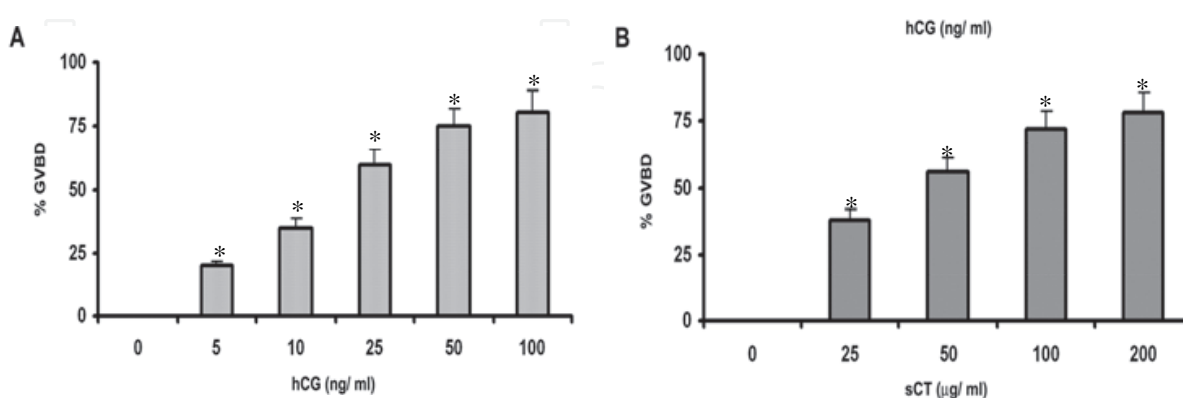 A
100
75
50
25
0
% GVBD
* * * * *
0 5 10 25 50 100
hCG (ng/ ml)
B
hCG (ng/ ml)
100
75
50
25
0
% GVBD
* * * *
0 25 50 100 200
sCT (μg/ ml)